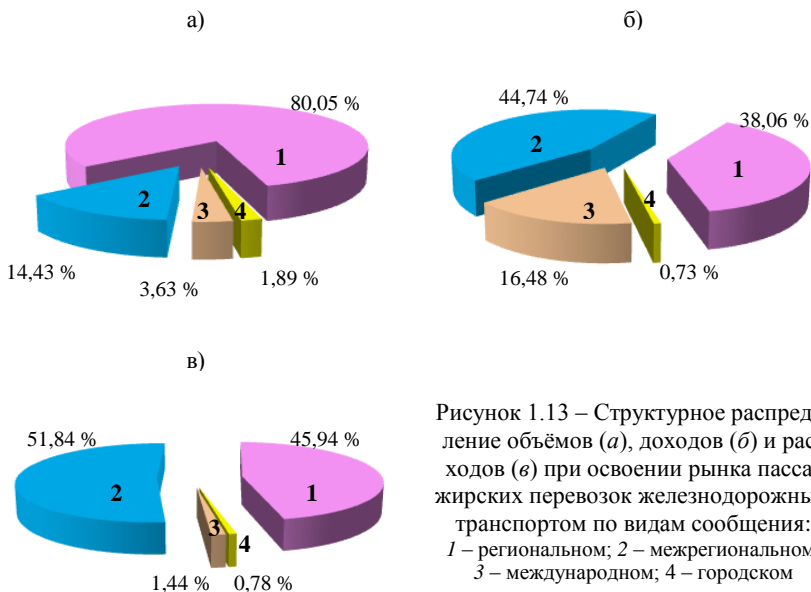 а)
80,05 %
1
2
3
4
14,43 %
3,63 %
1,89 %
б)
44,74 %
38,06 %
2
1
3
4
16,48 %
0,73 %
в)
51,84 %
45,94 %
2
1
3
4
1,44 %
0,78 %
Рисунок 1.13 – Структурное распред
ление объёмов (а), доходов (б) и рас
ходов (в) при освоении рынка пасса
жирских перевозок железнодорожны
транспортом по видам сообщения:
1 – региональном; 2 – межрегиональном
3 – международном; 4 – городском